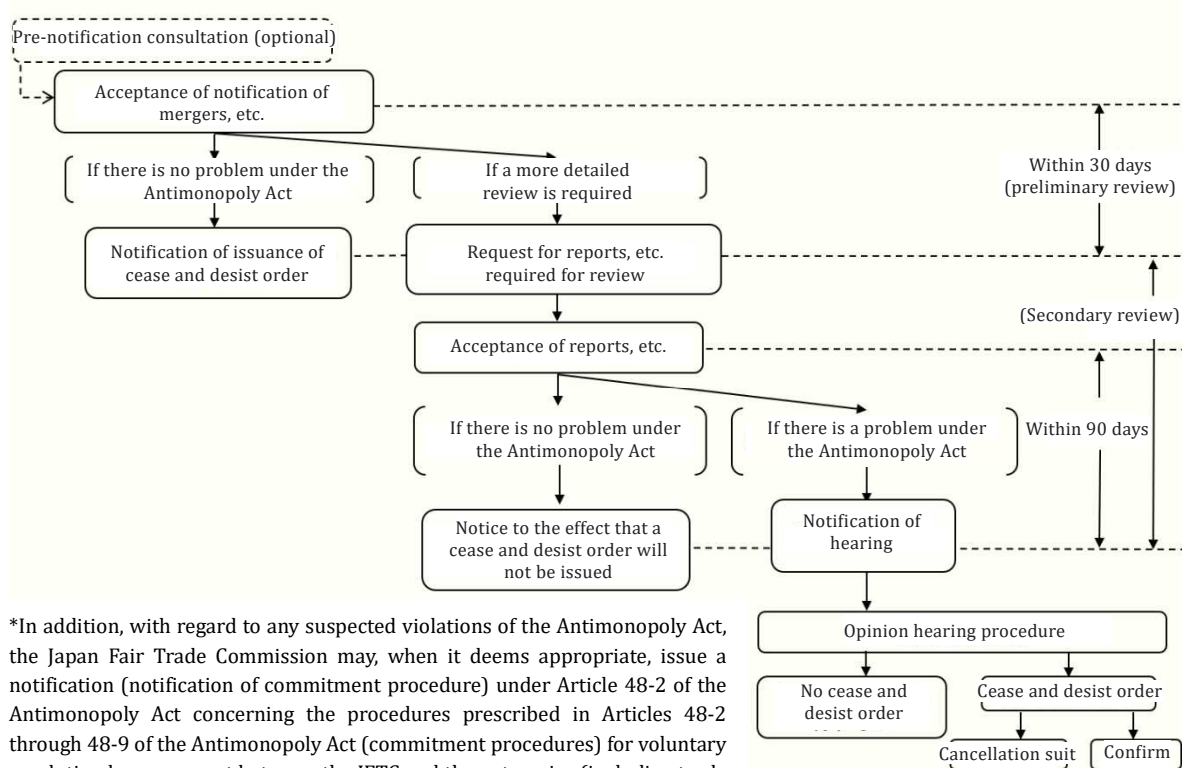 Pre-notification consultation (optional)
Acceptance of notification of
mergers, etc.
If there is no problem under the
Antimonopoly Act
If a more detailed
review is required
Within 30 days
(preliminary review)
Notification of issuance of
cease and desist order
Request for reports, etc.
required for review
(Secondary review)
Acceptance of reports, etc.
If there is no problem under
the Antimonopoly Act
If there is a problem under
the Antimonopoly Act
Within 90 days
Notice to the effect that a
cease and desist order will
not be issued
Notification of
hearing
Opinion hearing procedure
No cease and
desist order
Cease and desist order
Cancellation suit
Confirm
*In addition, with regard to any suspected violations of the Antimonopoly Act,
the Japan Fair Trade Commission may, when it deems appropriate, issue a
notification (notification of commitment procedure) under Article 48-2 of the
Antimonopoly Act concerning the procedures prescribed in Articles 48-2
through 48-9 of the Antimonopoly Act (commitment procedures) for voluntary